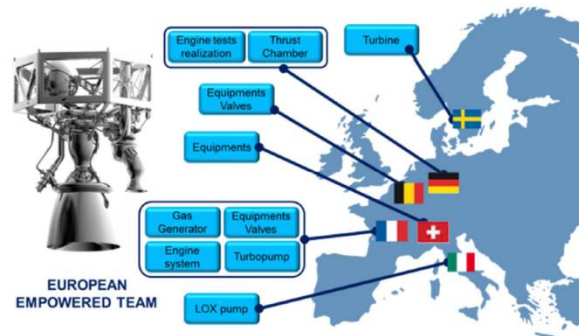 Engine tests
realization
Thrust
Chamber
Turbine
Equipments
Valves
Equipments
Gas
Generator
Equipments
Valves
Engine
system
Turbopump
LOX pump
EUROPEAN
EMPOWERED TEAM